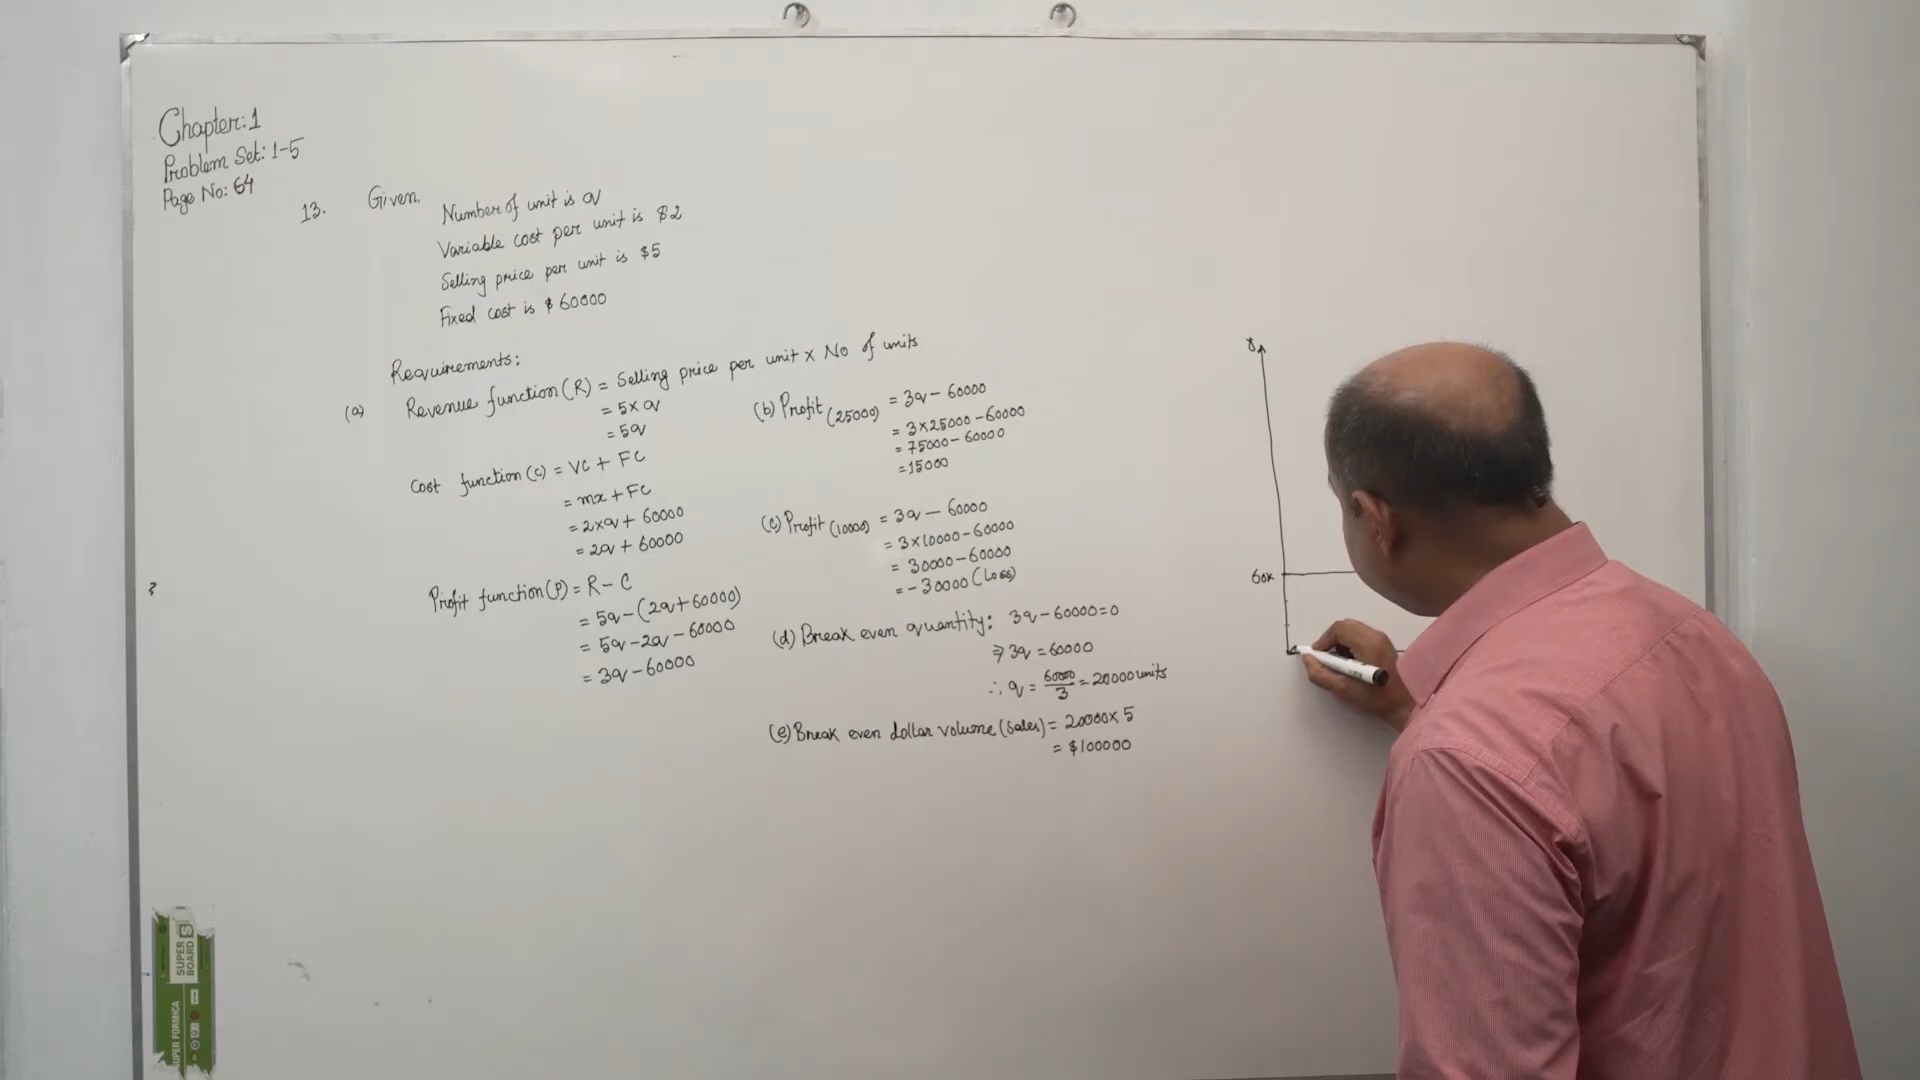 Chapter: 1
Problem Set: 1-5
Page No: 64
13. Given,
Number of unit is q
Variable cost per unit is $2
Selling price per unit is $5
Fixed cost is $60000
Requirements:
(a) Revenue function (R) = Selling price per unit x No of units
= 5 x q
= 5q
Cost function (c) = VC + FC
= mx + FC
= 2 x q + 60000
= 2q + 60000
Profit function (P) = R - C
= 5q - (2q + 60000)
= 5q - 2q - 60000
= 3q - 60000
(b) Profit (25000) = 3q - 60000
= 3 x 25000 - 60000
= 75000 - 60000
= 15000
(c) Profit (10000) = 3q - 60000
= 3 x 10000 - 60000
= 30000 - 60000
= -30000 (Loss)
(d) Break even quantity: 3q - 60000 = 0
⇒ 3q = 60000
∴ q = 60000/3 = 20000 units
(e) Break even dollar volume (Sales) = 20000 x 5
= $100000
60K
SUPER BOARD S
SUPER FORMICA